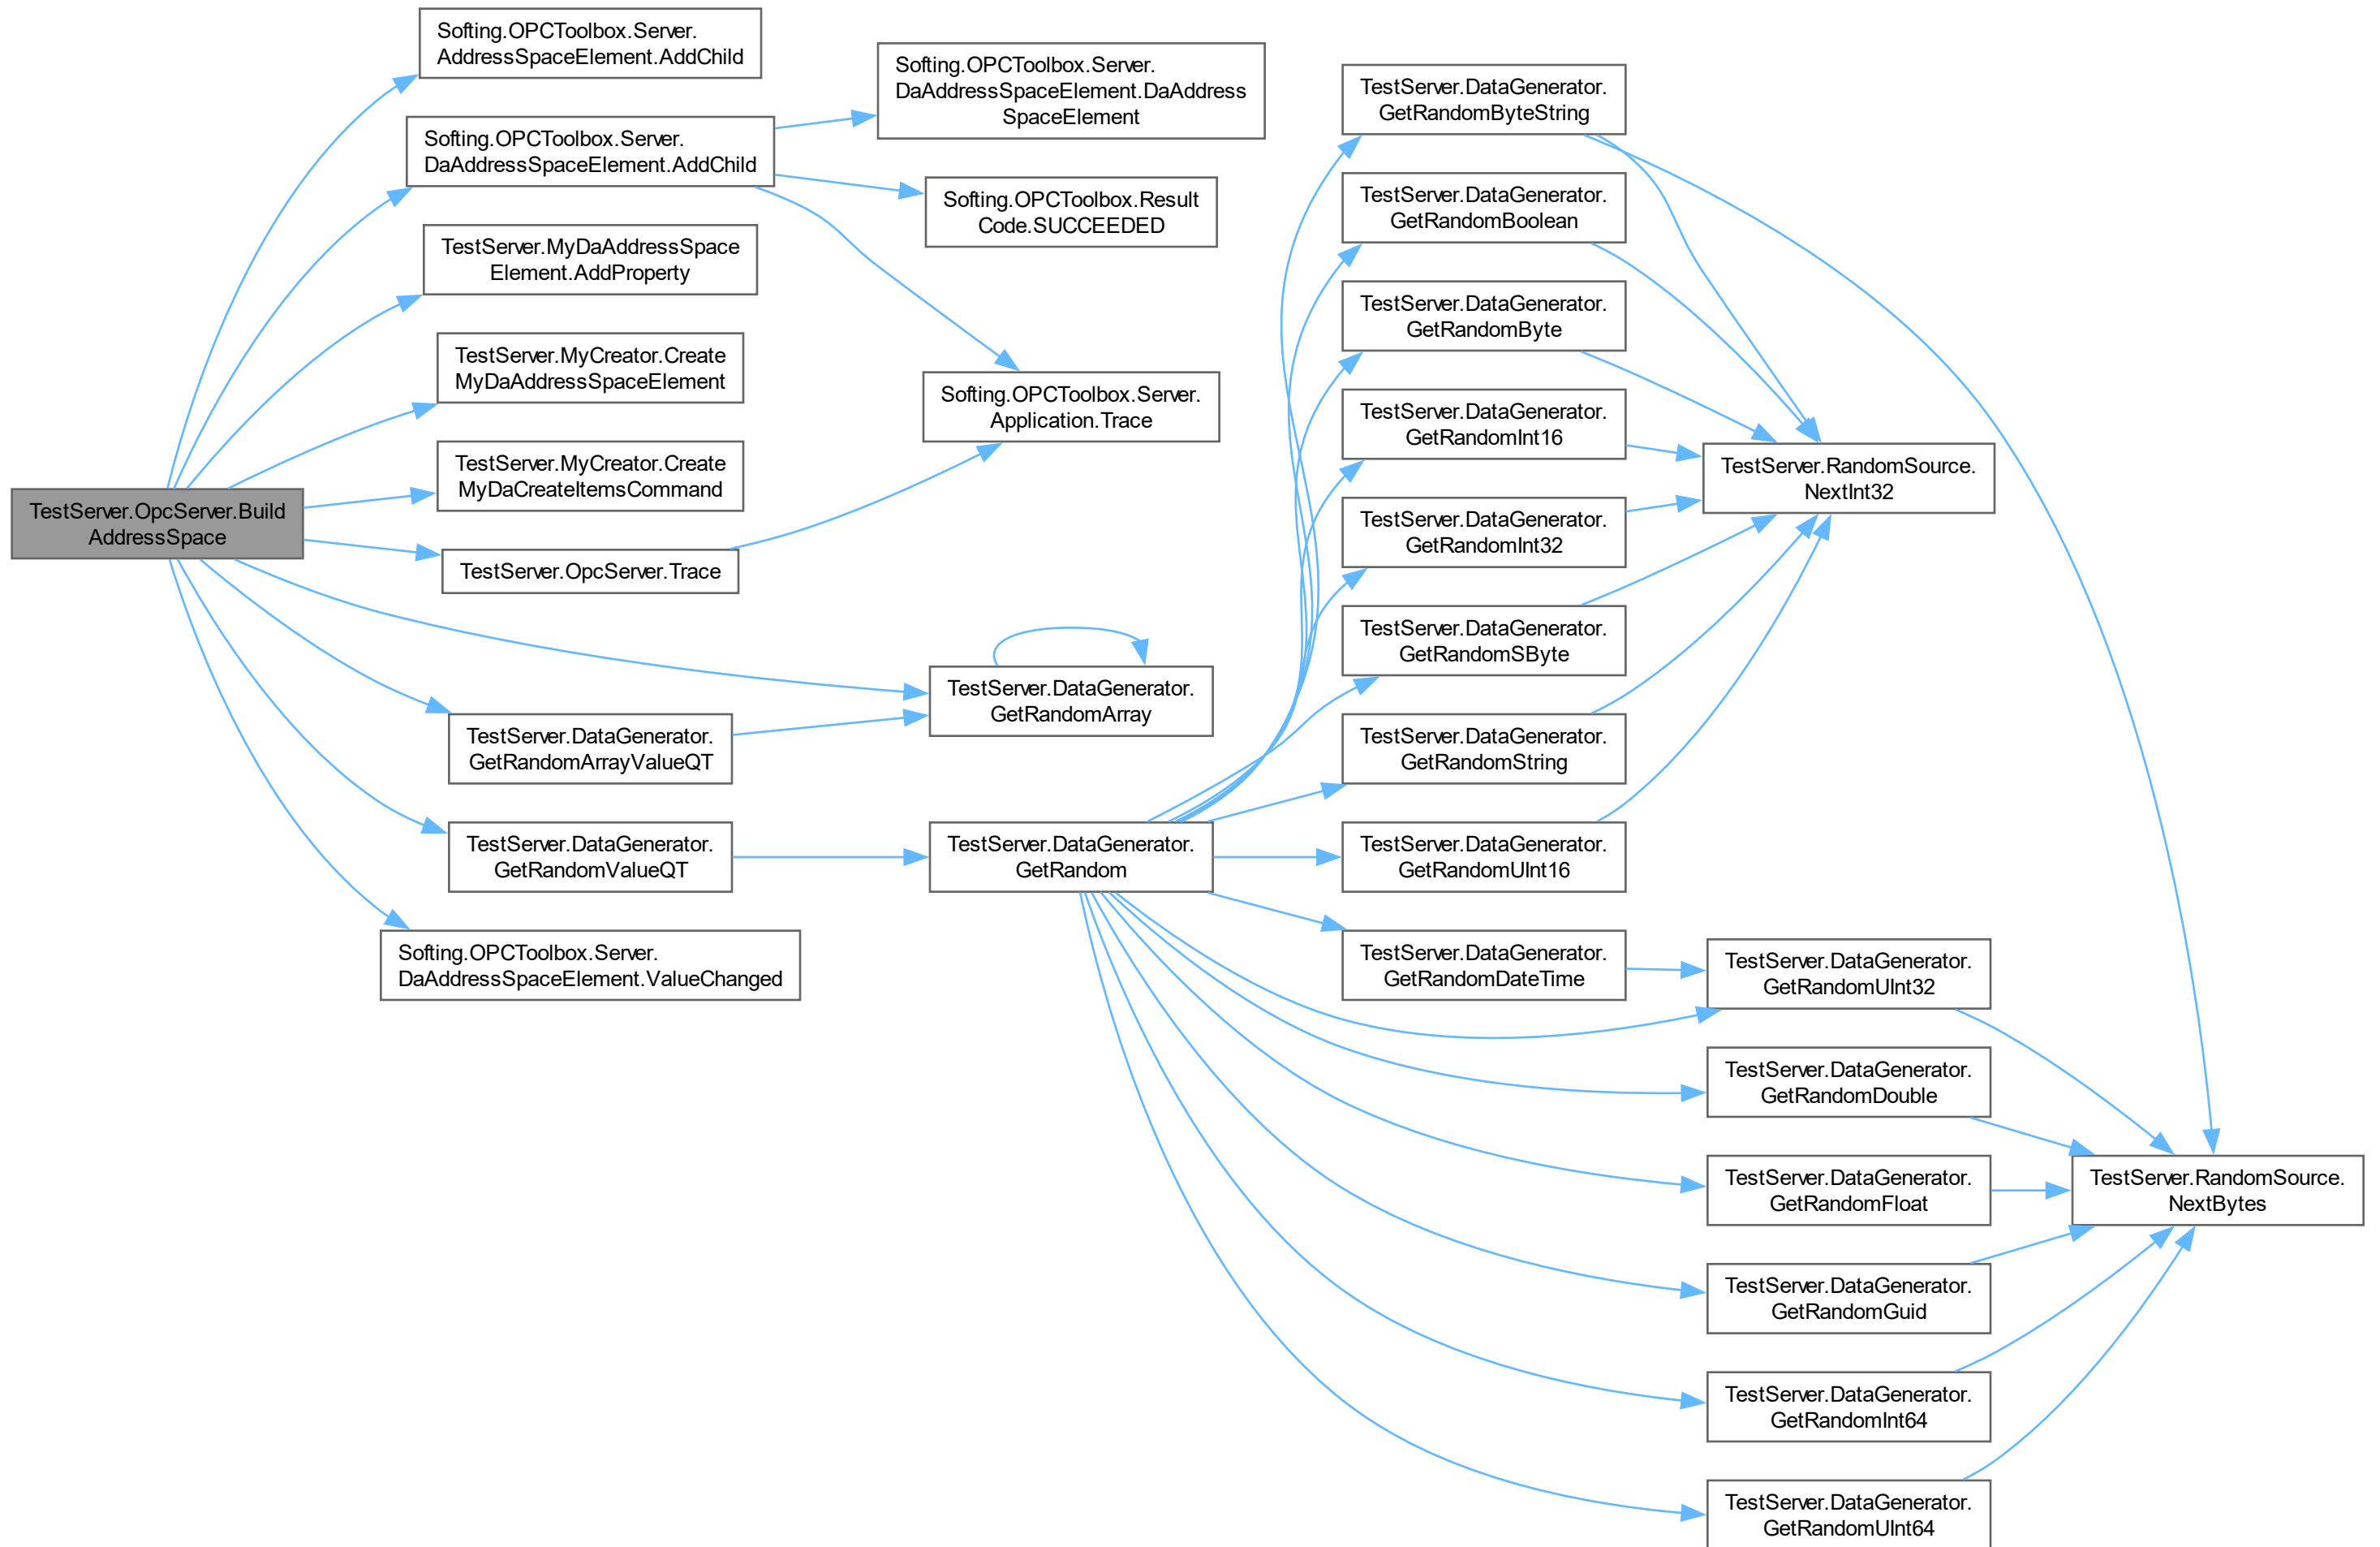 Softing.OPCToolbox.Server.
AddressSpaceElement.AddChild
Softing.OPCToolbox.Server.
DaAddressSpaceElement.AddChild
TestServer.MyDaAddressSpace
Element.AddProperty
TestServer.MyCreator.Create
MyDaAddressSpaceElement
TestServer.MyCreator.Create
MyDaCreateItemsCommand
TestServer.OpcServer.Build
AddressSpace
TestServer.OpcServer.Trace
TestServer.DataGenerator.
GetRandomArrayValueQT
TestServer.DataGenerator.
GetRandomValueQT
Softing.OPCToolbox.Server.
DaAddressSpaceElement.ValueChanged
Softing.OPCToolbox.Server.
DaAddressSpaceElement.DaAddress
SpaceElement
Softing.OPCToolbox.Result
Code.SUCCEEDED
Softing.OPCToolbox.Server.
Application.Trace
TestServer.DataGenerator.
GetRandomArray
TestServer.DataGenerator.
GetRandom
TestServer.DataGenerator.
GetRandomByteString
TestServer.DataGenerator.
GetRandomBoolean
TestServer.DataGenerator.
GetRandomByte
TestServer.DataGenerator.
GetRandomInt16
TestServer.DataGenerator.
GetRandomInt32
TestServer.DataGenerator.
GetRandomSByte
TestServer.DataGenerator.
GetRandomString
TestServer.DataGenerator.
GetRandomUInt16
TestServer.DataGenerator.
GetRandomDateTime
TestServer.RandomSource.
NextInt32
TestServer.DataGenerator.
GetRandomUInt32
TestServer.DataGenerator.
GetRandomDouble
TestServer.DataGenerator.
GetRandomFloat
TestServer.DataGenerator.
GetRandomGuid
TestServer.DataGenerator.
GetRandomInt64
TestServer.DataGenerator.
GetRandomUInt64
TestServer.RandomSource.
NextBytes